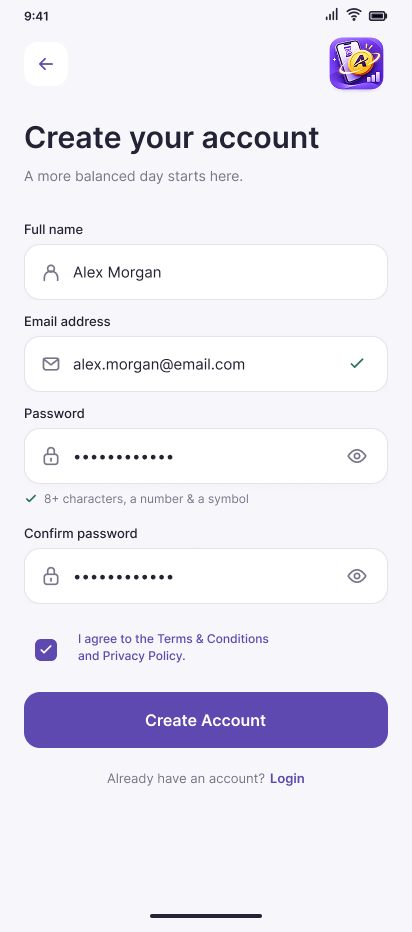 9:41
Create your account
A more balanced day starts here.
Full name
Alex Morgan
Email address
alex.morgan@email.com
Password
••••••••••••
8+ characters, a number & a symbol
Confirm password
••••••••••••
I agree to the Terms & Conditions
and Privacy Policy.
Create Account
Already have an account? Login